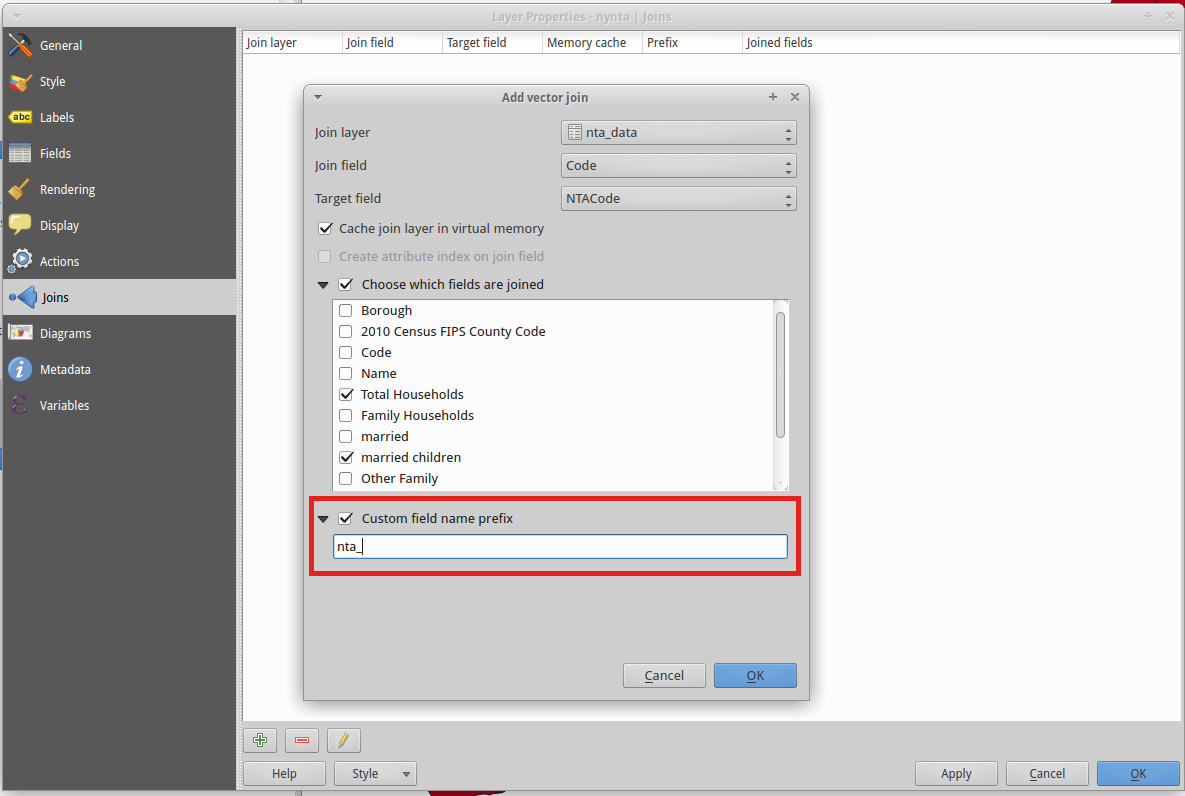 Layer Properties - nynta | Joins
General
Style
Labels
Fields
Rendering
Display
Actions
Joins
Diagrams
Metadata
Variables
abc
Join layer Join field Target field Memory cache Prefix Joined fields
Add vector join
Join layer nta_data
Join field Code
Target field NTACode
Cache join layer in virtual memory
Create attribute index on join field
Choose which fields are joined
Borough
2010 Census FIPS County Code
Code
Name
Total Households
Family Households
married
married children
Other Family
Custom field name prefix
nta_
Cancel OK
Help Style Apply Cancel OK